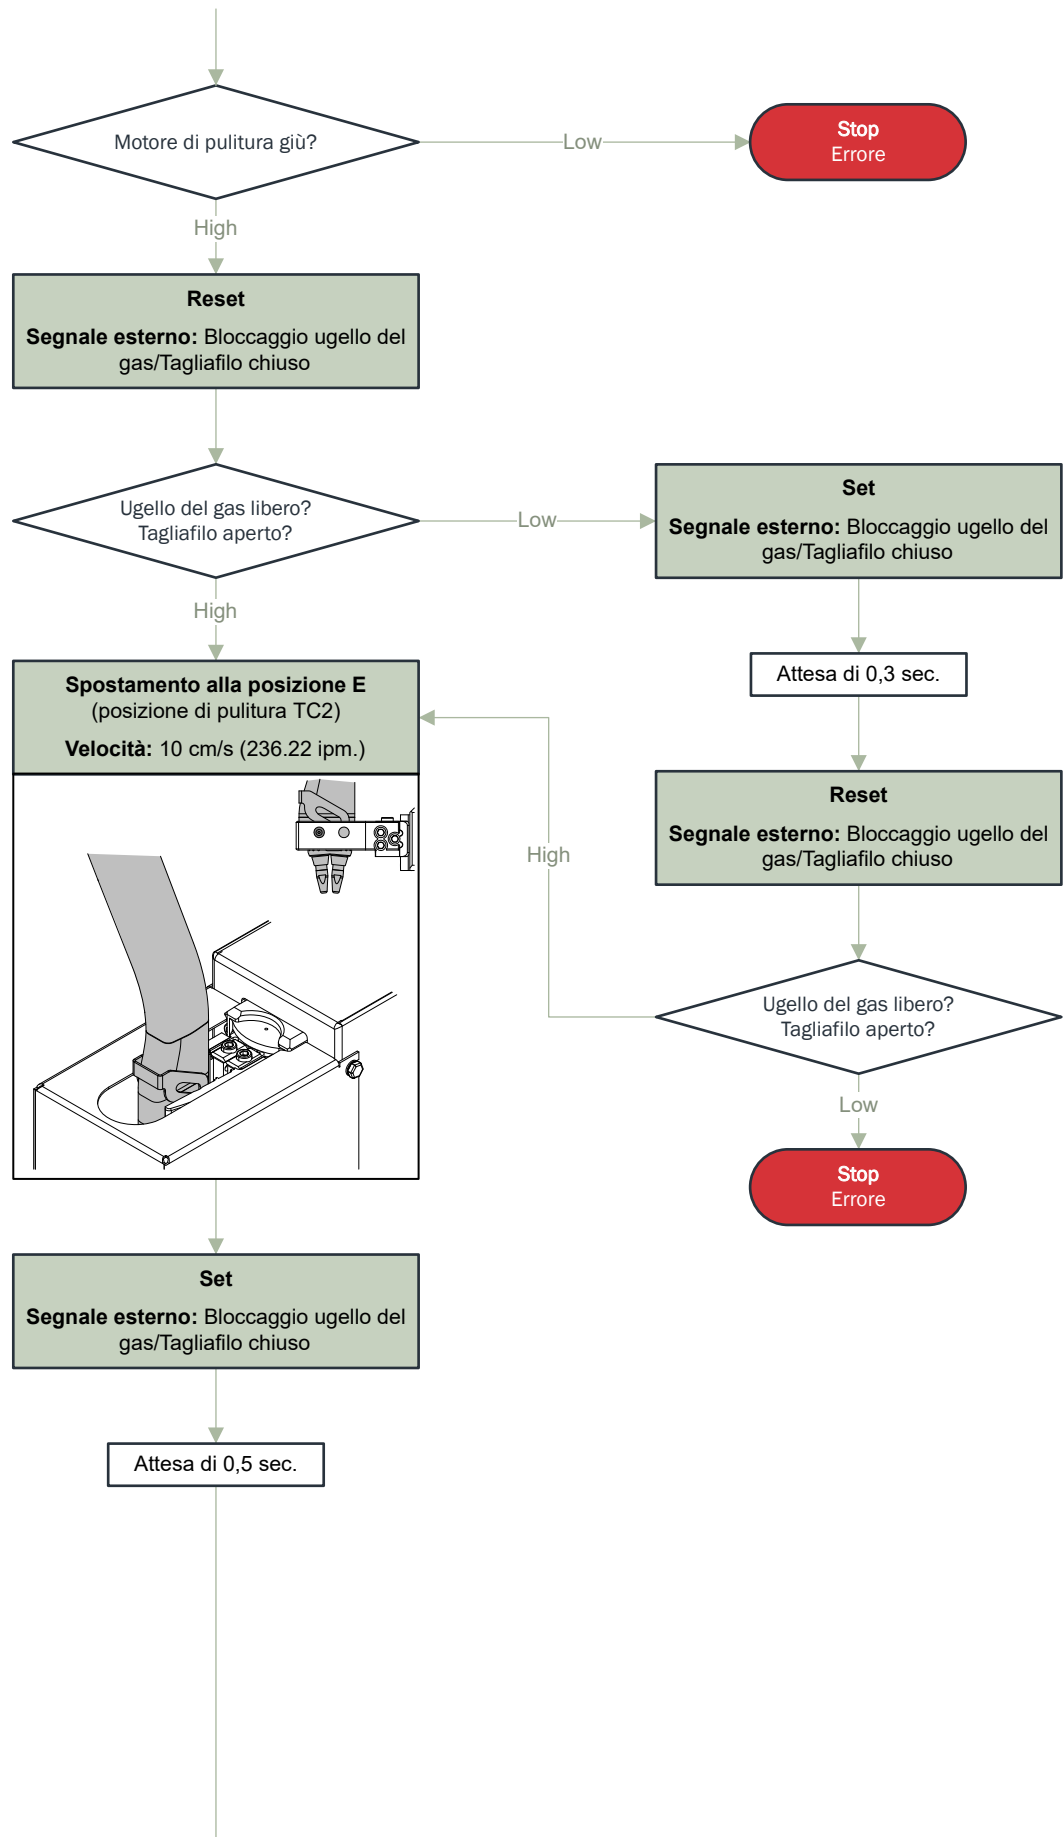 Motore di pulitura giù?
Low
Stop
Errore
High
Reset
Segnale esterno: Bloccaggio ugello del
gas/Tagliafilo chiuso
Ugello del gas libero?
Tagliafilo aperto?
Low
Set
Segnale esterno: Bloccaggio ugello del
gas/Tagliafilo chiuso
High
Attesa di 0,3 sec.
Spostamento alla posizione E
(posizione di pulitura TC2)
Velocità: 10 cm/s (236.22 ipm.)
Reset
Segnale esterno: Bloccaggio ugello del
gas/Tagliafilo chiuso
High
Ugello del gas libero?
Tagliafilo aperto?
Low
Stop
Errore
Set
Segnale esterno: Bloccaggio ugello del
gas/Tagliafilo chiuso
Attesa di 0,5 sec.